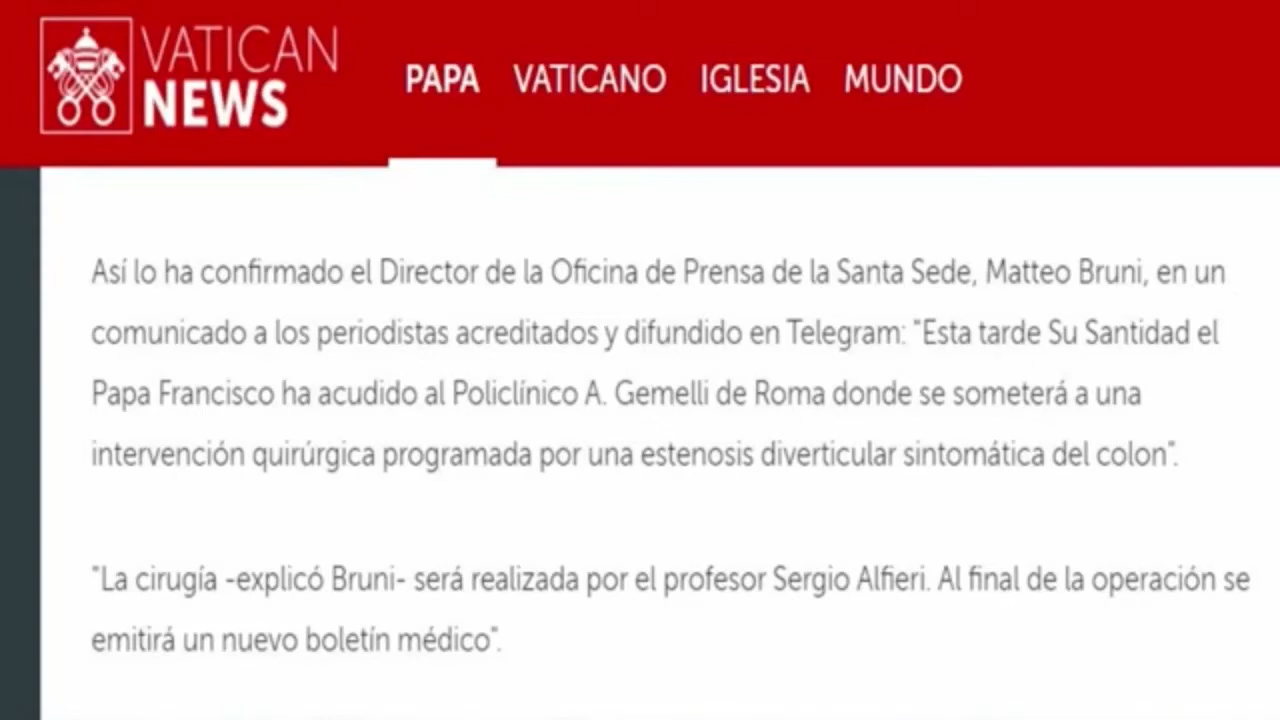 VATICAN
NEWS
PAPA VATICANO IGLESIA MUNDO
Así lo ha confirmado el Director de la Oficina de Prensa de la Santa Sede, Matteo Bruni, en un
comunicado a los periodistas acreditados y difundido en Telegram: "Esta tarde Su Santidad el
Papa Francisco ha acudido al Policlínico A. Gemelli de Roma donde se someterá a una
intervención quirúrgica programada por una estenosis diverticular sintomática del colon".
"La cirugía -explicó Bruni- será realizada por el profesor Sergio Alfieri. Al final de la operación se
emitirá un nuevo boletín médico".